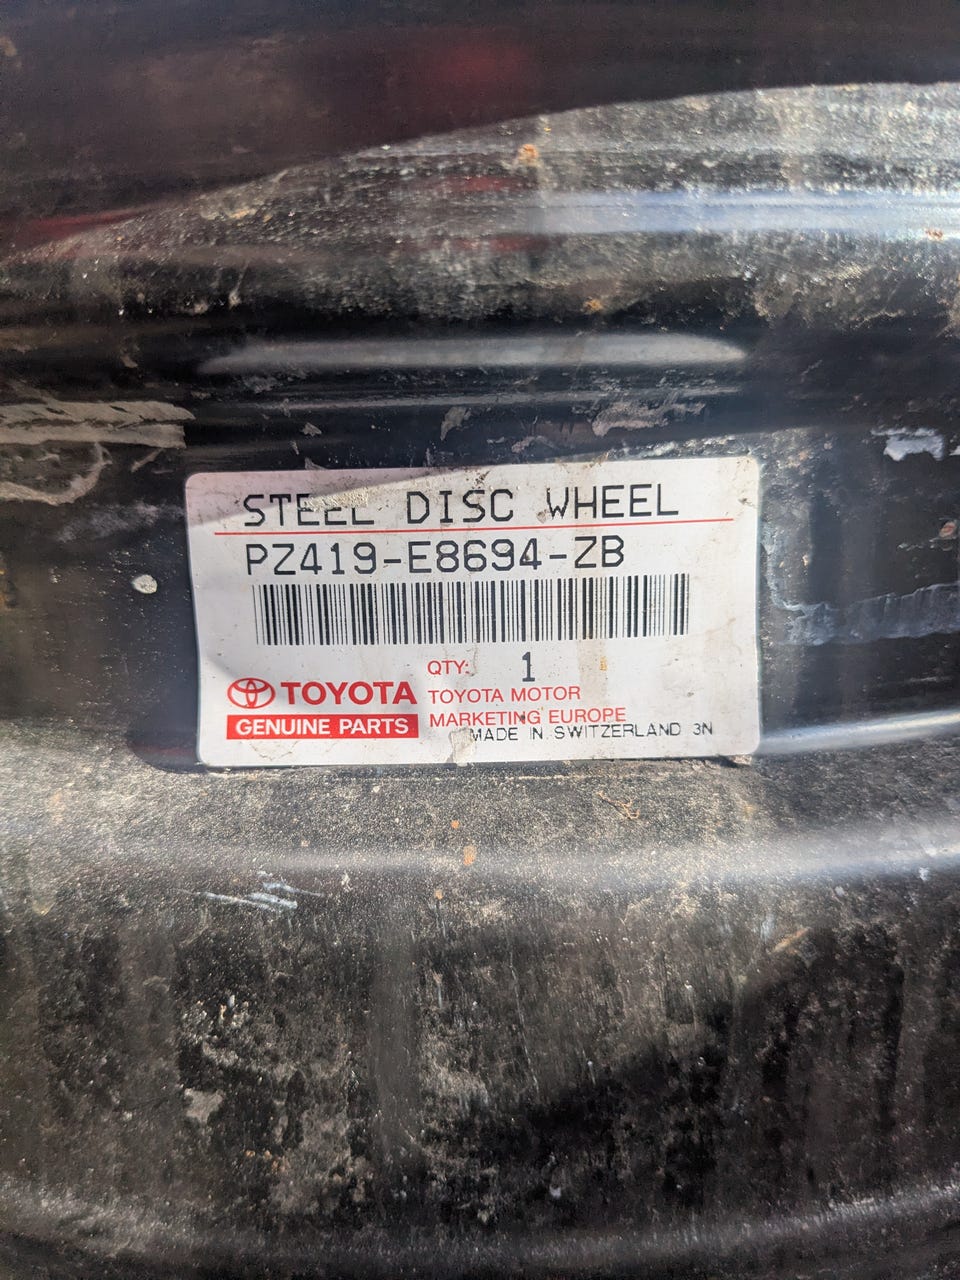 STEEL DISC WHEEL
PZ419-E8694-ZB
QTY: 1
TOYOTA
GENUINE PARTS
TOYOTA MOTOR
MARKETING EUROPE
MADE IN SWITZERLAND 3N